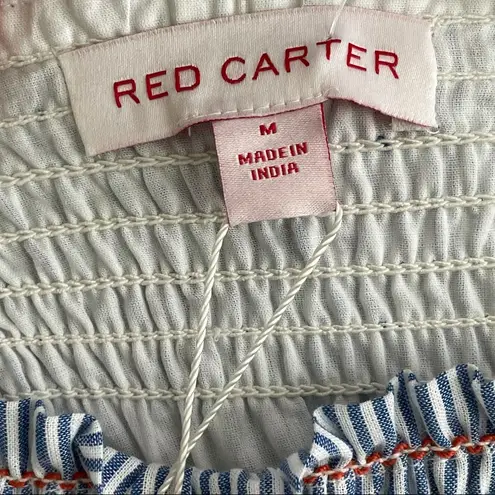 RED CARTER
M
MADE IN
INDIA